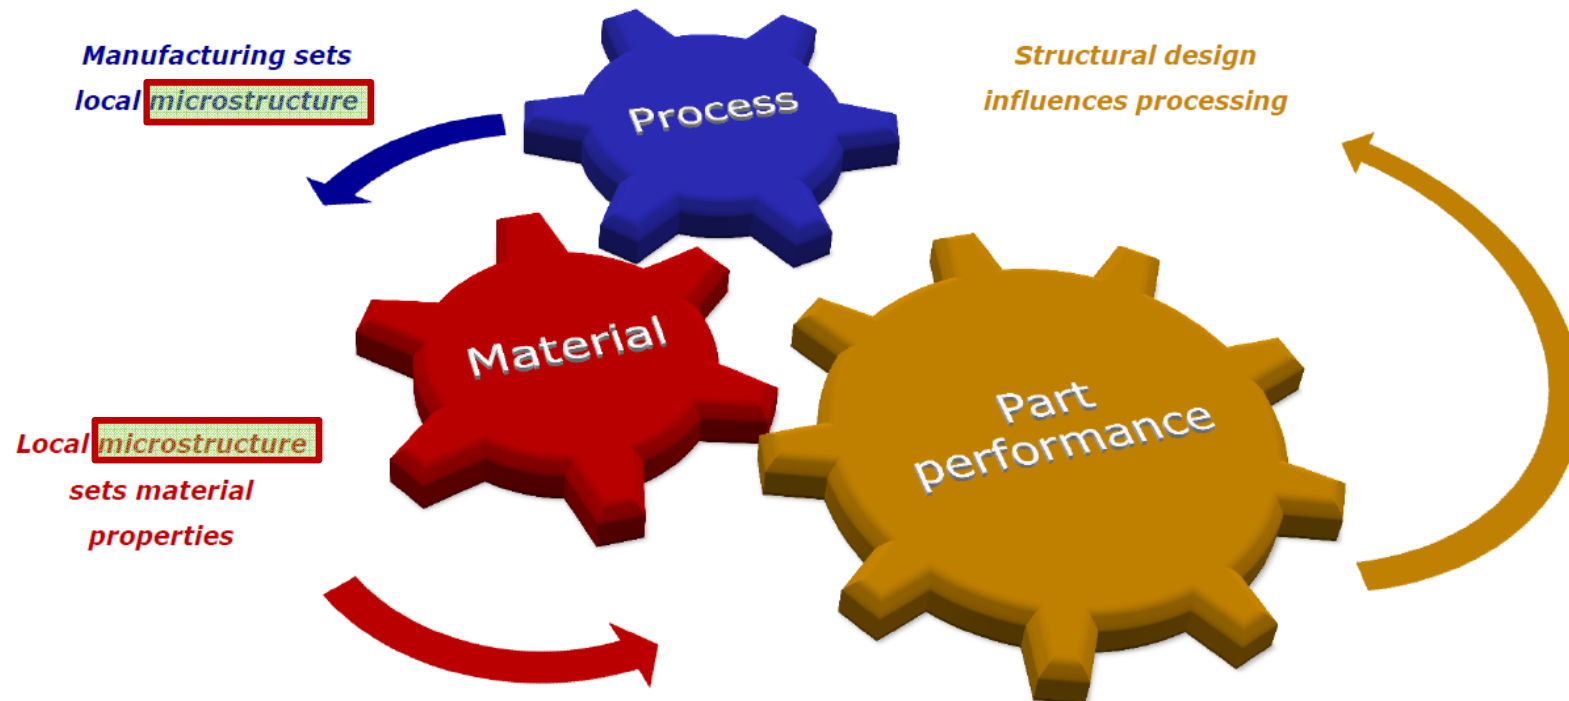 Manufacturing sets
local microstructure
Process
Structural design
influences processing
Material
Part
performance
Local microstructure
sets material
properties